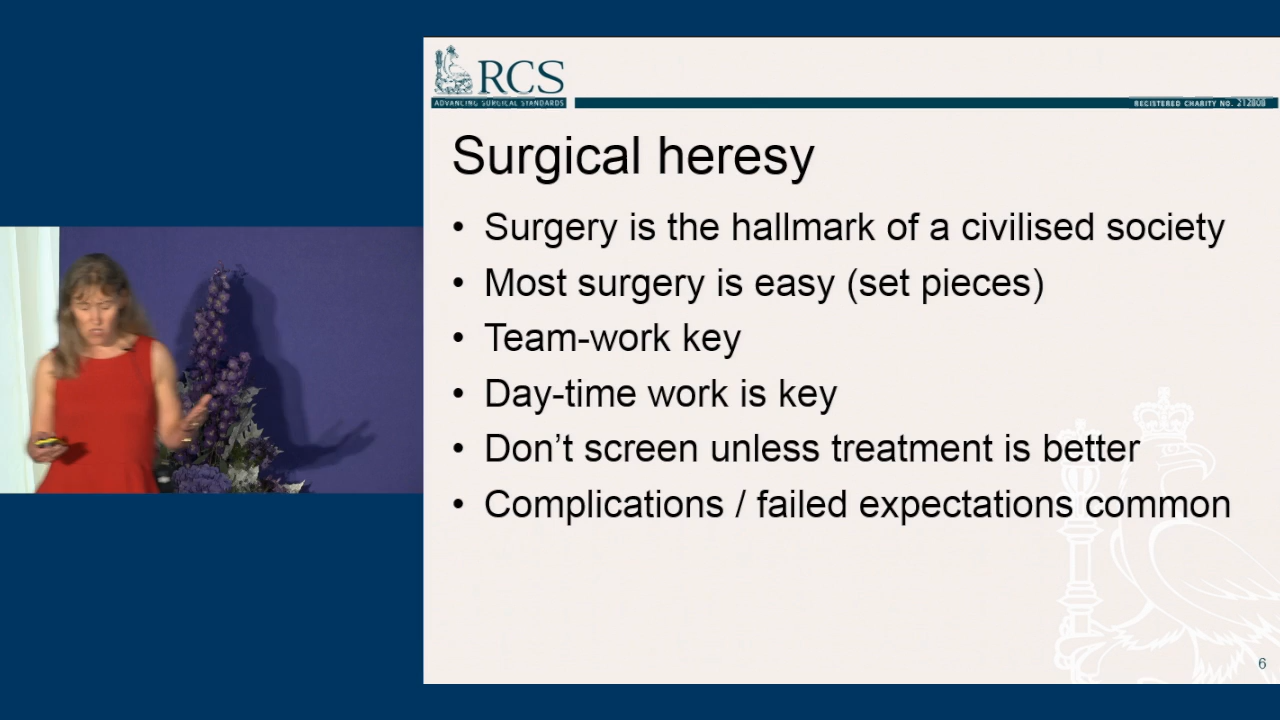 RCS
ADVANCING SURGICAL STANDARDS
REGISTERED CHARITY NO. 212808
Surgical heresy
• Surgery is the hallmark of a civilised society
• Most surgery is easy (set pieces)
• Team-work key
• Day-time work is key
• Don’t screen unless treatment is better
• Complications / failed expectations common
6